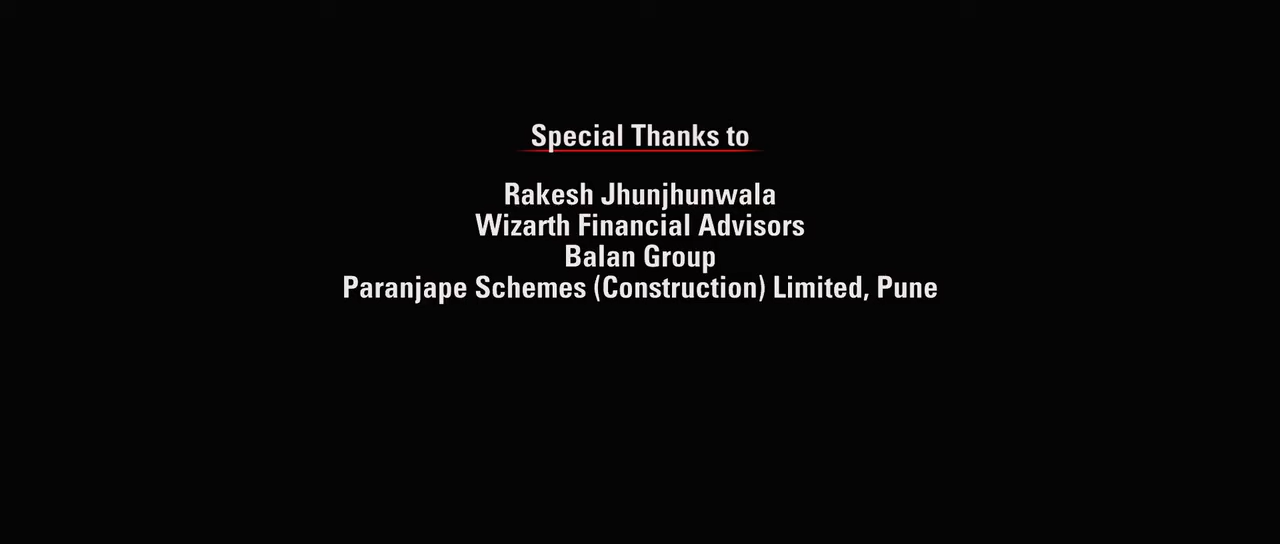 Special Thanks to
Rakesh Jhunjhunwala
Wizarth Financial Advisors
Balan Group
Paranjape Schemes (Construction) Limited, Pune